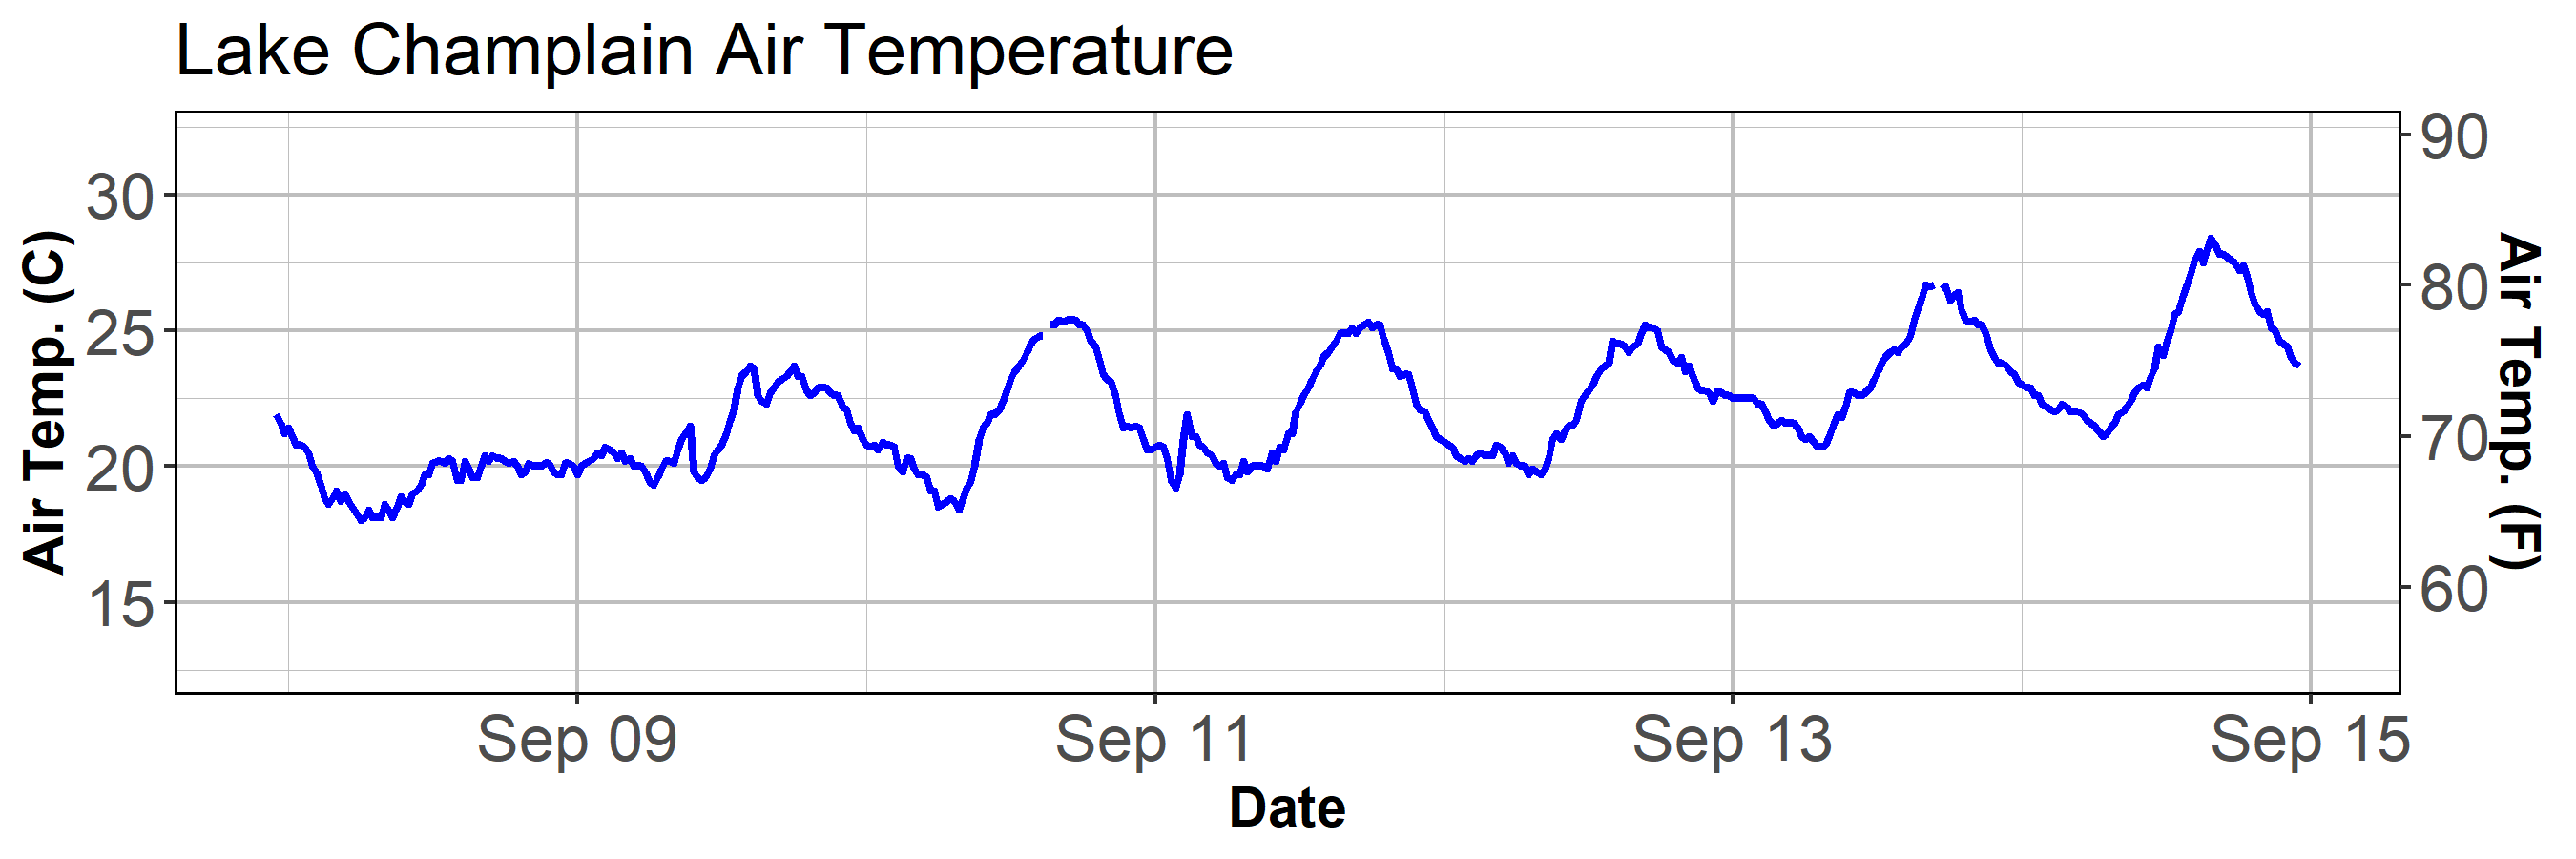 Lake Champlain Air Temperature
Air Temp. (C)
30
25
20
15
90
80
70
60
Air Temp. (F)
Sep 09
Sep 11
Sep 13
Sep 15
Date